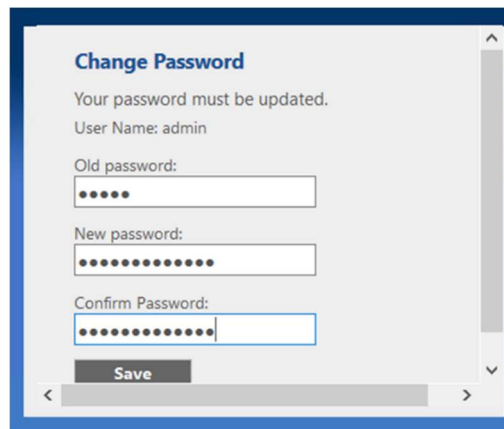 Change Password
Your password must be updated.
User Name: admin
Old password:
•••••
New password:
•••••••••••••
Confirm Password:
•••••••••••••
Save